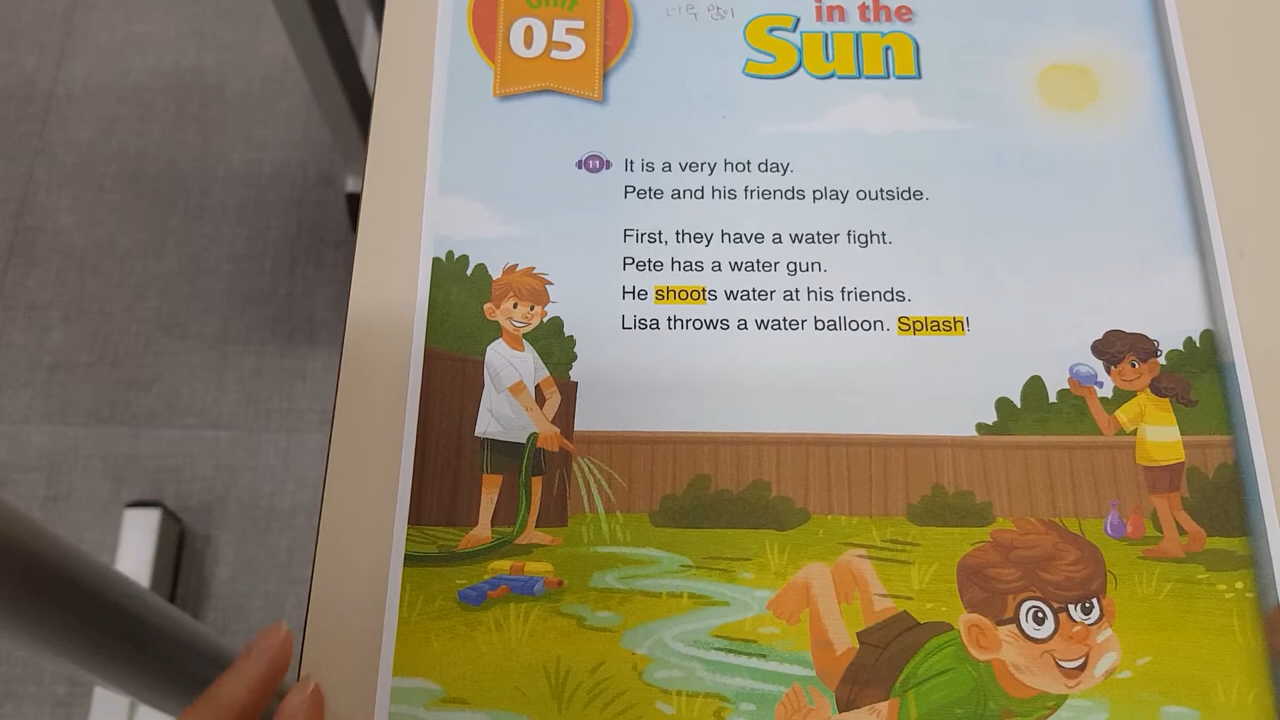 Unit
05
너무 많이
in the
Sun
11
It is a very hot day.
Pete and his friends play outside.
First, they have a water fight.
Pete has a water gun.
He shoots water at his friends.
Lisa throws a water balloon. Splash!